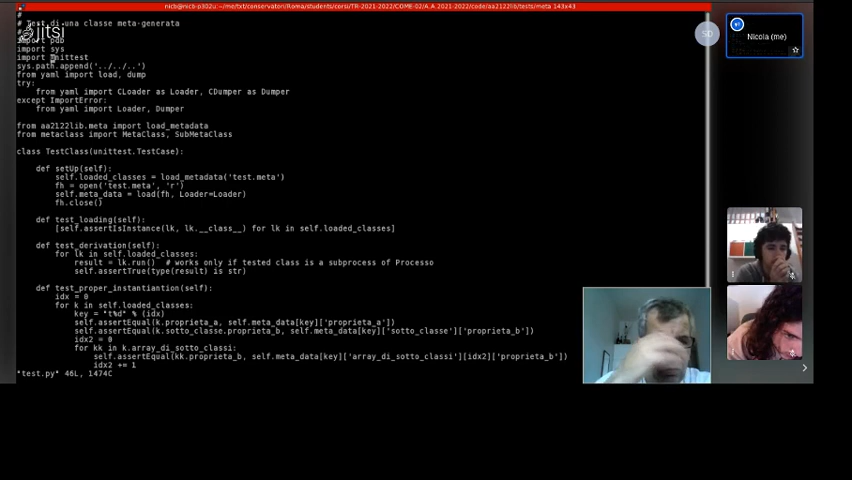 nicb@nicb-p302u:~/me/txt/conservatori/Roma/students/corsi/TR-2021-2022/COME-02/A.A.2021-2022/code/aa2122lib/tests/meta 143x43
#
# Test di una classe meta-generata
#
jitsi
import pdb
import sys
import unittest
sys.path.append('../../..')
from yaml import load, dump
try:
    from yaml import CLoader as Loader, CDumper as Dumper
except ImportError:
    from yaml import Loader, Dumper
from aa2122lib.meta import load_metadata
from metaclass import MetaClass, SubMetaClass
class TestClass(unittest.TestCase):
    def setUp(self):
        self.loaded_classes = load_metadata('test.meta')
        fh = open('test.meta', 'r')
        self.meta_data = load(fh, Loader=Loader)
        fh.close()
    def test_loading(self):
        [self.assertIsInstance(lk, lk.__class__) for lk in self.loaded_classes]
    def test_derivation(self):
        for lk in self.loaded_classes:
            result = lk.run()  # works only if tested class is a subprocess of Processo
            self.assertTrue(type(result) is str)
    def test_proper_instantiantion(self):
        idx = 0
        for k in self.loaded_classes:
            key = "t%d" % (idx)
            self.assertEqual(k.proprieta_a, self.meta_data[key]['proprieta_a'])
            self.assertEqual(k.sotto_classe.proprieta_b, self.meta_data[key]['sotto_classe']['proprieta_b'])
            idx2 = 0
            for kk in k.array_di_sotto_classi:
                self.assertEqual(kk.proprieta_b, self.meta_data[key]['array_di_sotto_classi'][idx2]['proprieta_b'])
                idx2 += 1
"test.py" 46L, 1474C
SD
Nicola (me)